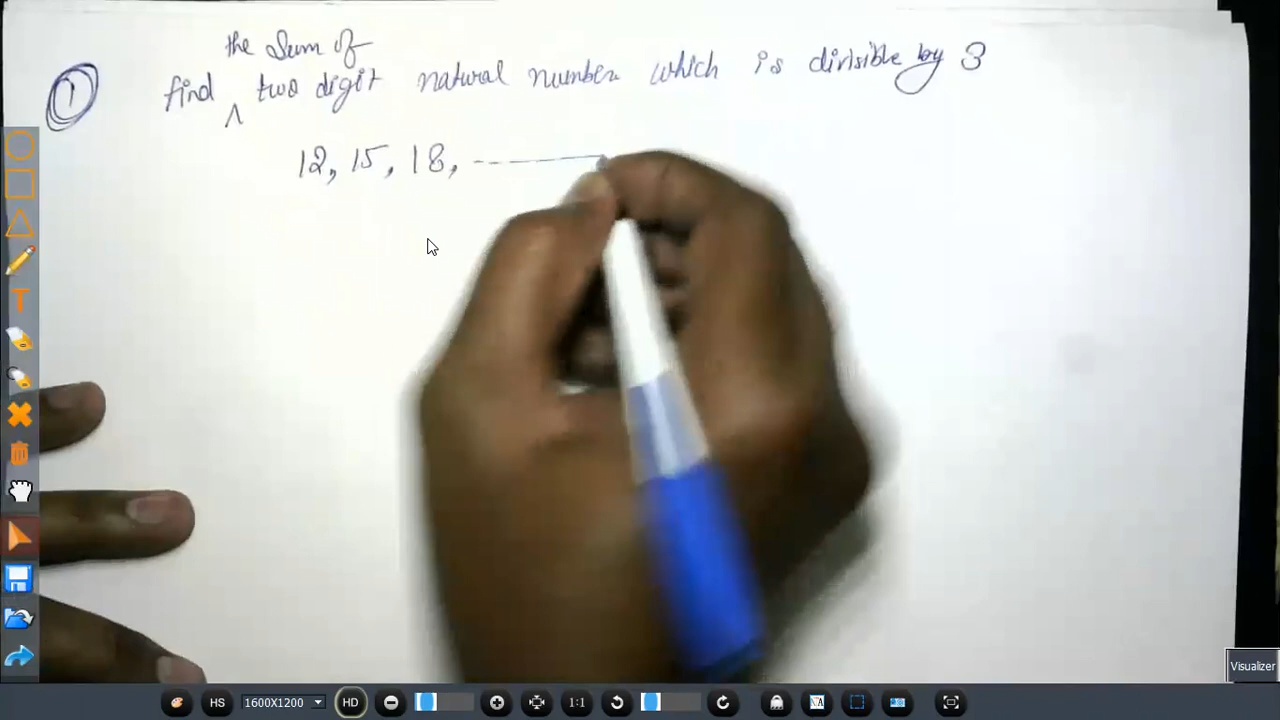 the Sum of
1 find ^ two digit natural number which is divisible by 3
12, 15, 18, -----
T
Visualizer
HS 1600X1200 HD 1:1 A